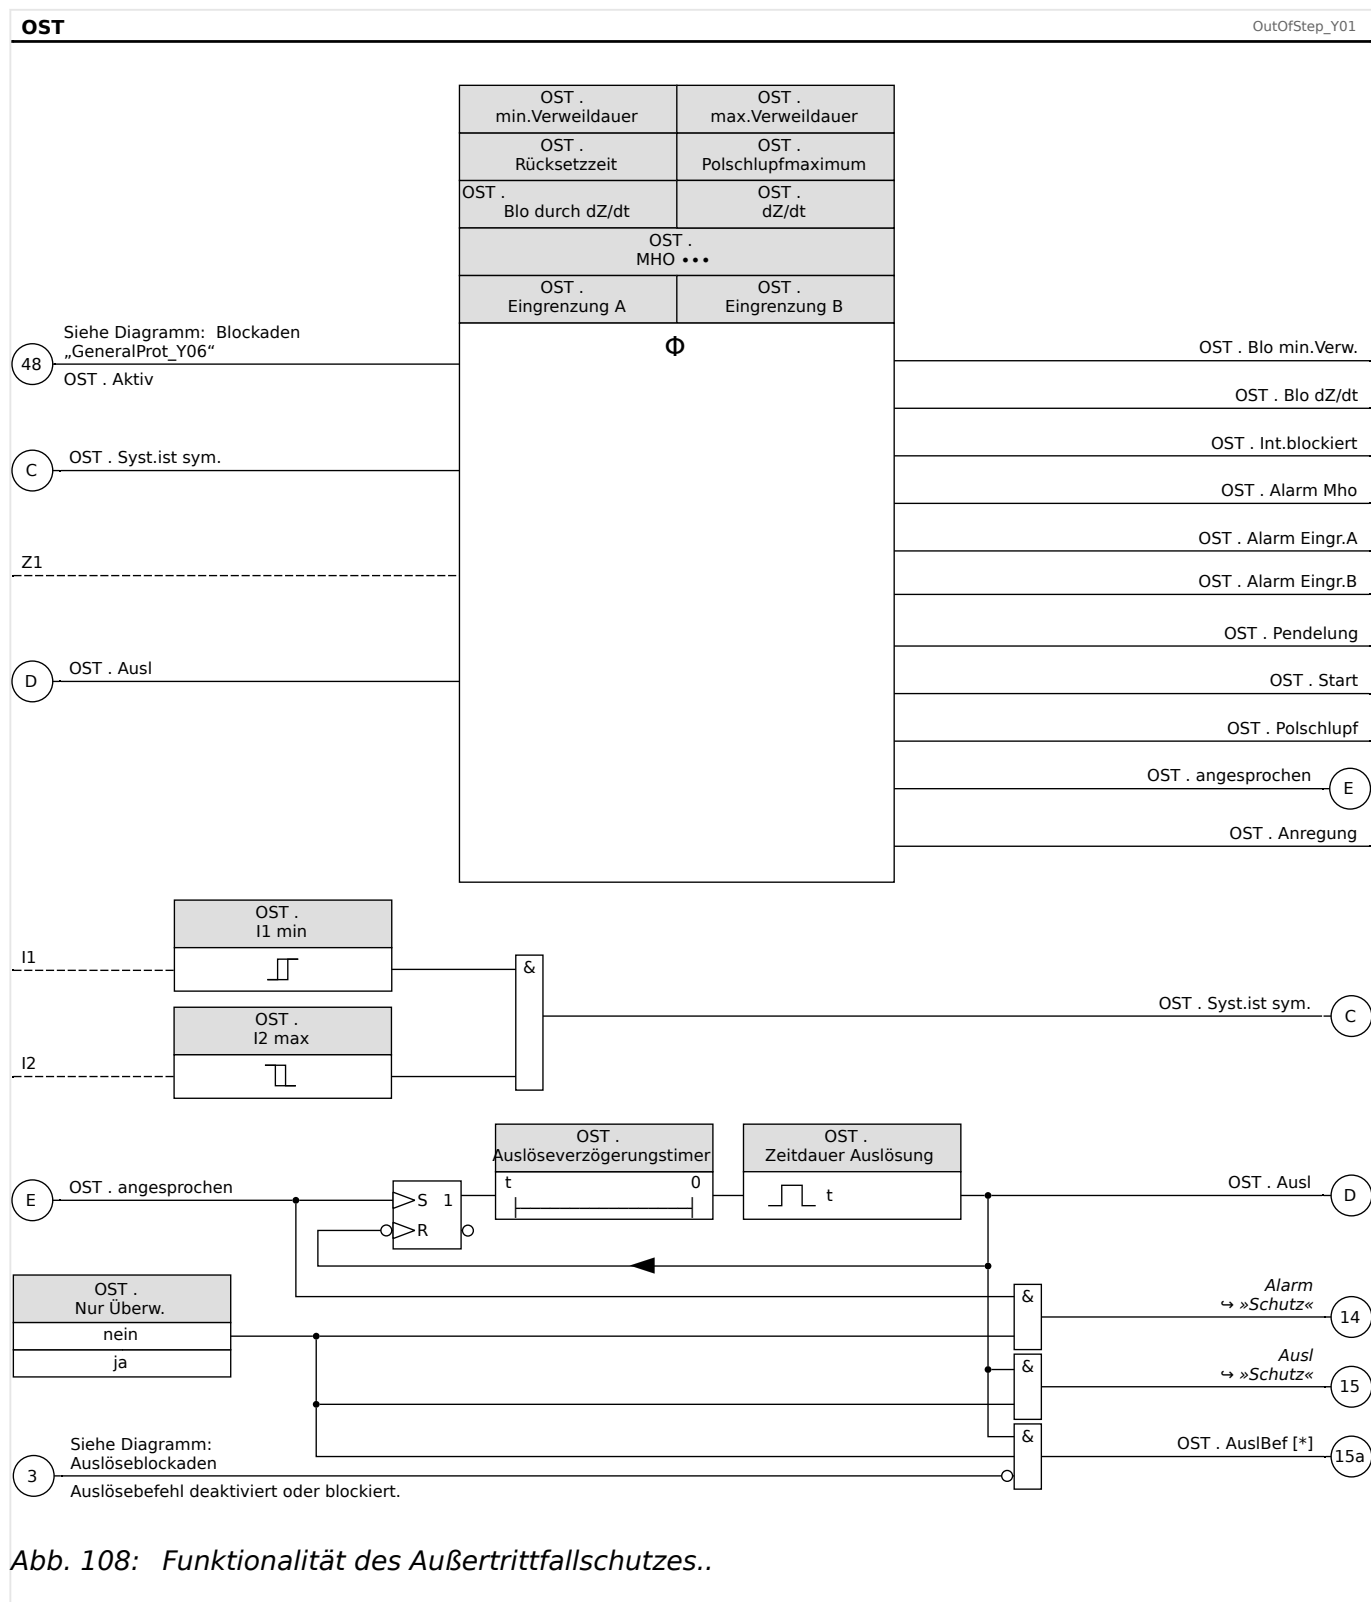 OST
OutOfStep_Y01
OST .
min.Verweildauer
OST .
max.Verweildauer
OST .
Rücksetzzeit
OST .
Polschlupfmaximum
OST .
Blo durch dZ/dt
OST .
dZ/dt
OST .
MHO •••
OST .
Eingrenzung A
OST .
Eingrenzung B
Φ
Siehe Diagramm: Blockaden
„GeneralProt_Y06“
48
OST . Aktiv
C
OST . Syst.ist sym.
Z1
D
OST . Ausl
OST . Blo min.Verw.
OST . Blo dZ/dt
OST . Int.blockiert
OST . Alarm Mho
OST . Alarm Eingr.A
OST . Alarm Eingr.B
OST . Pendelung
OST . Start
OST . Polschlupf
OST . angesprochen
E
OST . Anregung
OST .
I1 min
I1
OST .
I2 max
I2
&
OST . Syst.ist sym.
C
E
OST . angesprochen
S 1
R
OST .
Auslöseverzögerungstimer
t 0
OST .
Zeitdauer Auslösung
t
OST . Ausl
D
OST .
Nur Überw.
nein
ja
&
Alarm
↪ »Schutz«
14
&
Ausl
↪ »Schutz«
15
&
OST . AuslBef [*]
15a
Siehe Diagramm:
Auslöseblockaden
3
Auslösebefehl deaktiviert oder blockiert.
Abb. 108: Funktionalität des Außertrittfallschutzes..